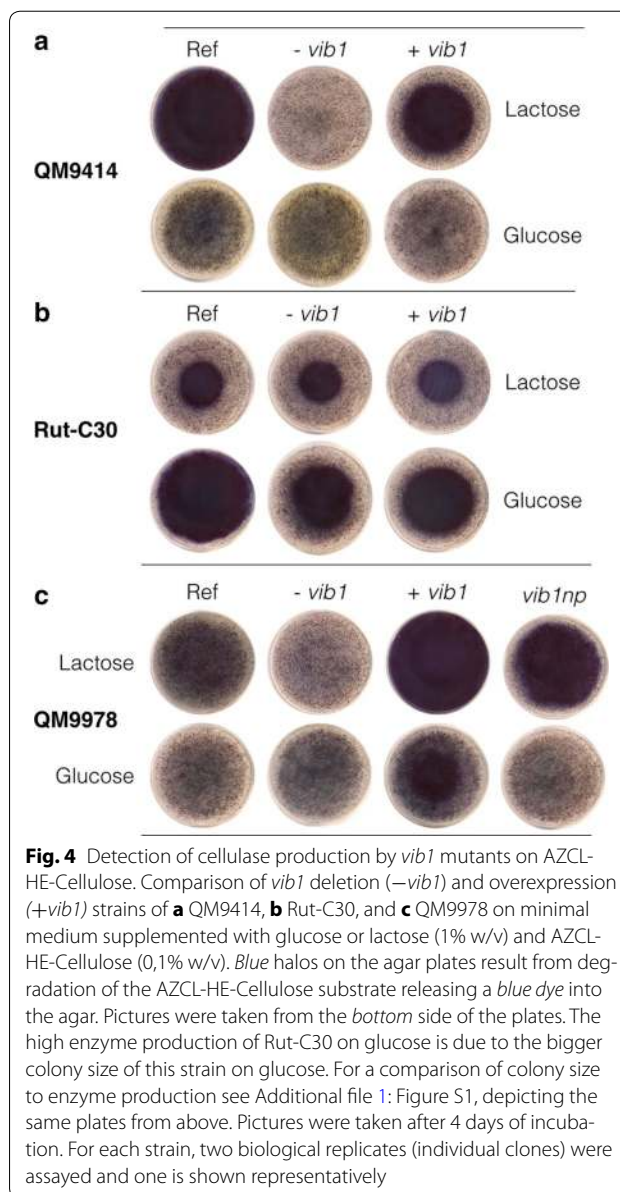 a
Ref - vib1 + vib1
Lactose
QM9414
Glucose
b
Ref - vib1 + vib1
Lactose
Rut-C30
Glucose
c
Ref - vib1 + vib1 vib1np
Lactose
QM9978
Glucose
Fig. 4 Detection of cellulase production by vib1 mutants on AZCL-
HE-Cellulose. Comparison of vib1 deletion (−vib1) and overexpression
(+vib1) strains of a QM9414, b Rut-C30, and c QM9978 on minimal
medium supplemented with glucose or lactose (1% w/v) and AZCL-
HE-Cellulose (0,1% w/v). Blue halos on the agar plates result from deg-
radation of the AZCL-HE-Cellulose substrate releasing a blue dye into
the agar. Pictures were taken from the bottom side of the plates. The
high enzyme production of Rut-C30 on glucose is due to the bigger
colony size of this strain on glucose. For a comparison of colony size
to enzyme production see Additional file 1: Figure S1, depicting the
same plates from above. Pictures were taken after 4 days of incuba-
tion. For each strain, two biological replicates (individual clones) were
assayed and one is shown representatively